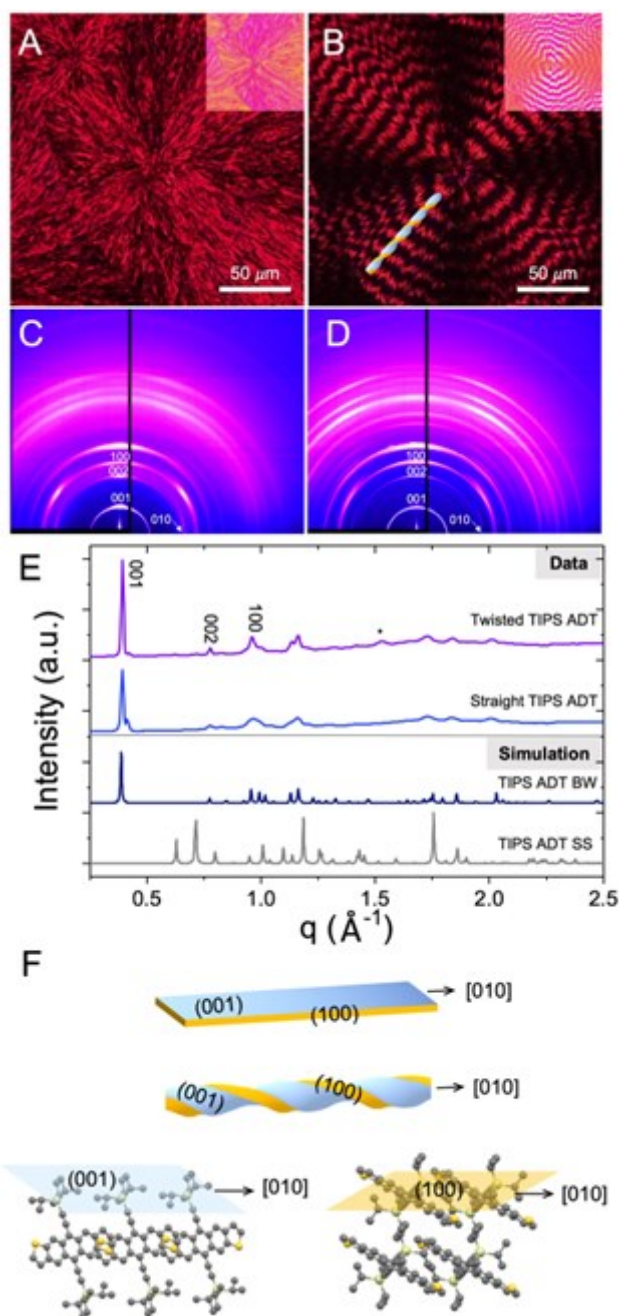 A
B
50 μm
50 μm
C
D
100
002
001
010
100
002
001
010
E
Data
001
002
100
*
Twisted TIPS ADT
Straight TIPS ADT
Simulation
TIPS ADT BW
TIPS ADT SS
Intensity (a.u.)
0.5 1.0 1.5 2.0 2.5
q (Å⁻¹)
F
(001)
(100)
[010]
(001)
(100)
[010]
(001)
[010]
(100)
[010]